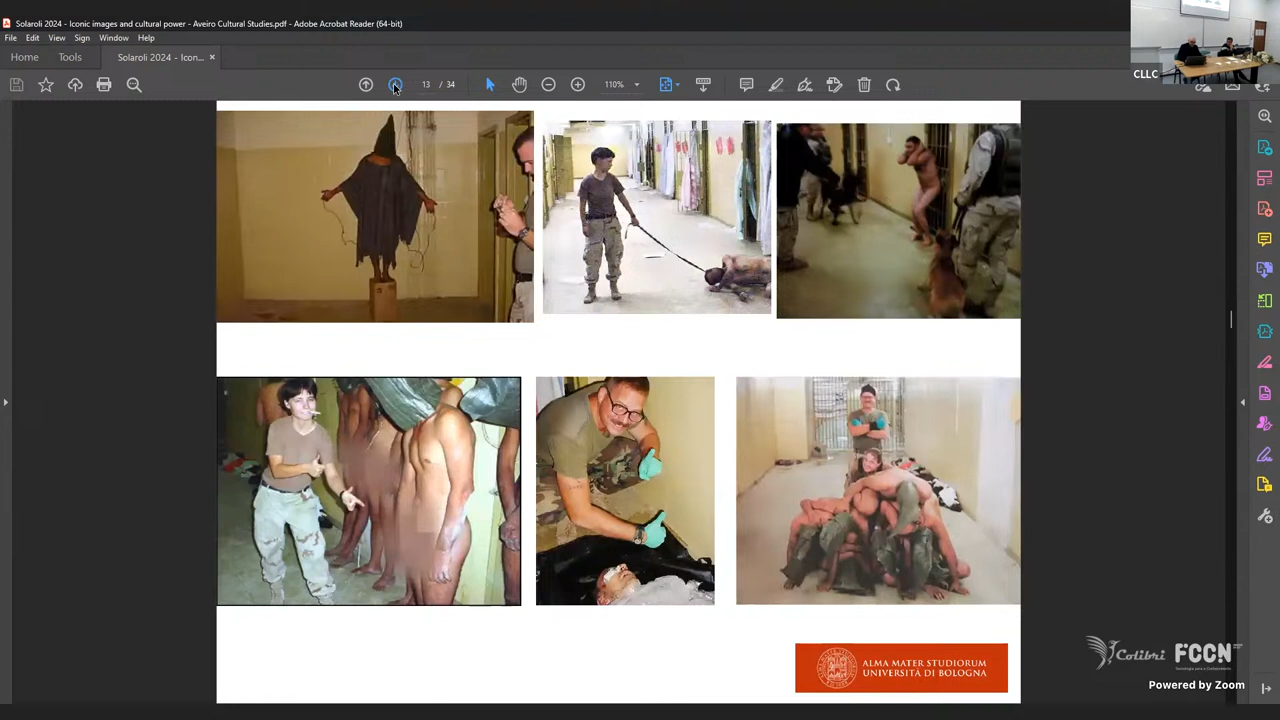 Solaroli 2024 - Iconic images and cultural power - Aveiro Cultural Studies.pdf - Adobe Acrobat Reader (64-bit)
File Edit View Sign Window Help
Home Tools Solaroli 2024 - Icon... ×
13 / 34 110%
CLLC
ALMA MATER STUDIORUM
UNIVERSITÀ DI BOLOGNA
Colibri FCCN
Powered by Zoom